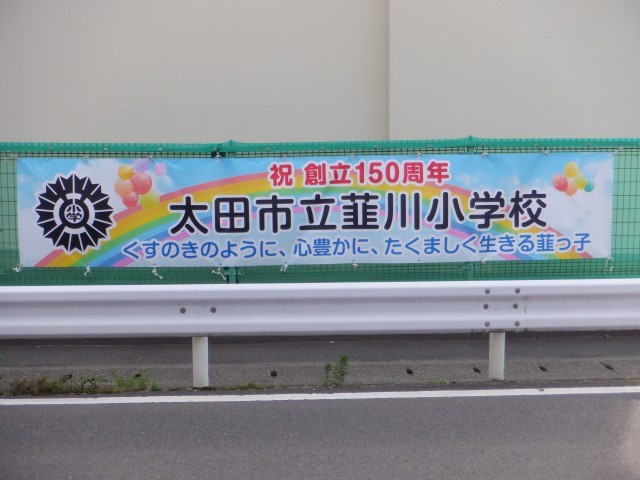 祝 創立150周年
太田市立韮川小学校
くすのきのように、心豊かに、たくましく生きる韮っ子
小学